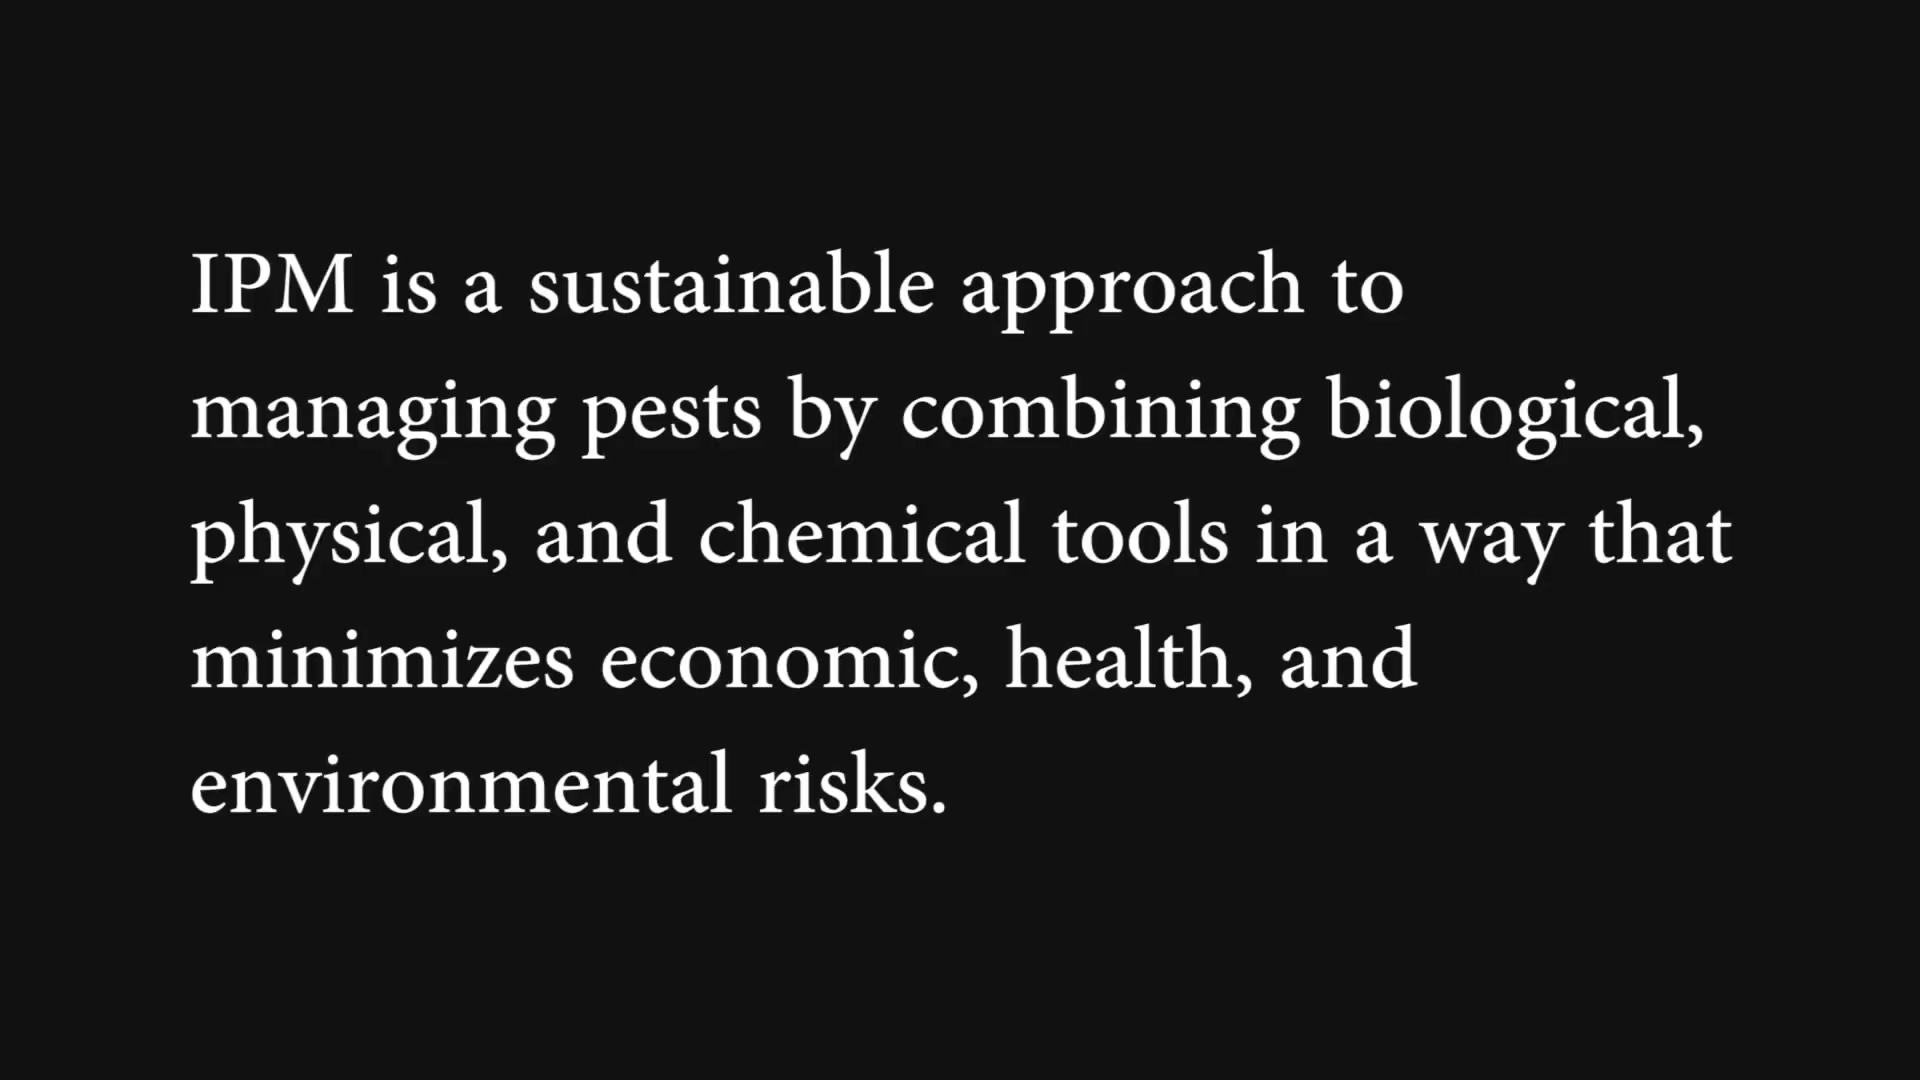 IPM is a sustainable approach to
managing pests by combining biological,
physical, and chemical tools in a way that
minimizes economic, health, and
environmental risks.